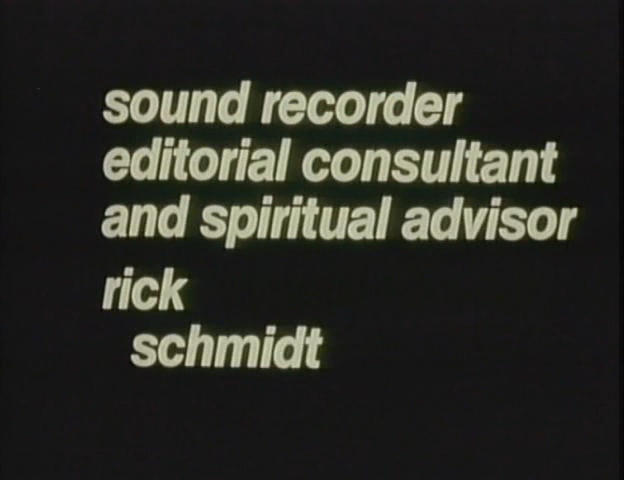 sound recorder
editorial consultant
and spiritual advisor
rick
schmidt